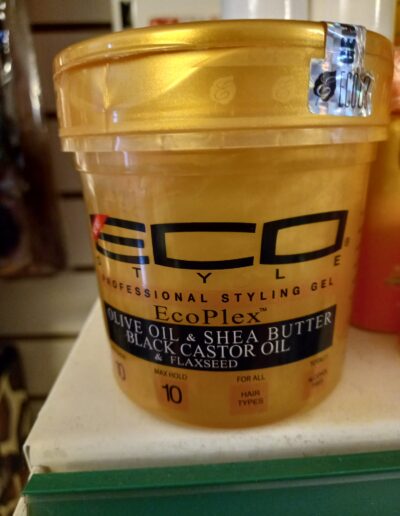 ECO
STYLE
PROFESSIONAL STYLING GEL
EcoPlex™
OLIVE OIL & SHEA BUTTER
BLACK CASTOR OIL
& FLAXSEED
10
MAX HOLD
10
FOR ALL
HAIR
TYPES